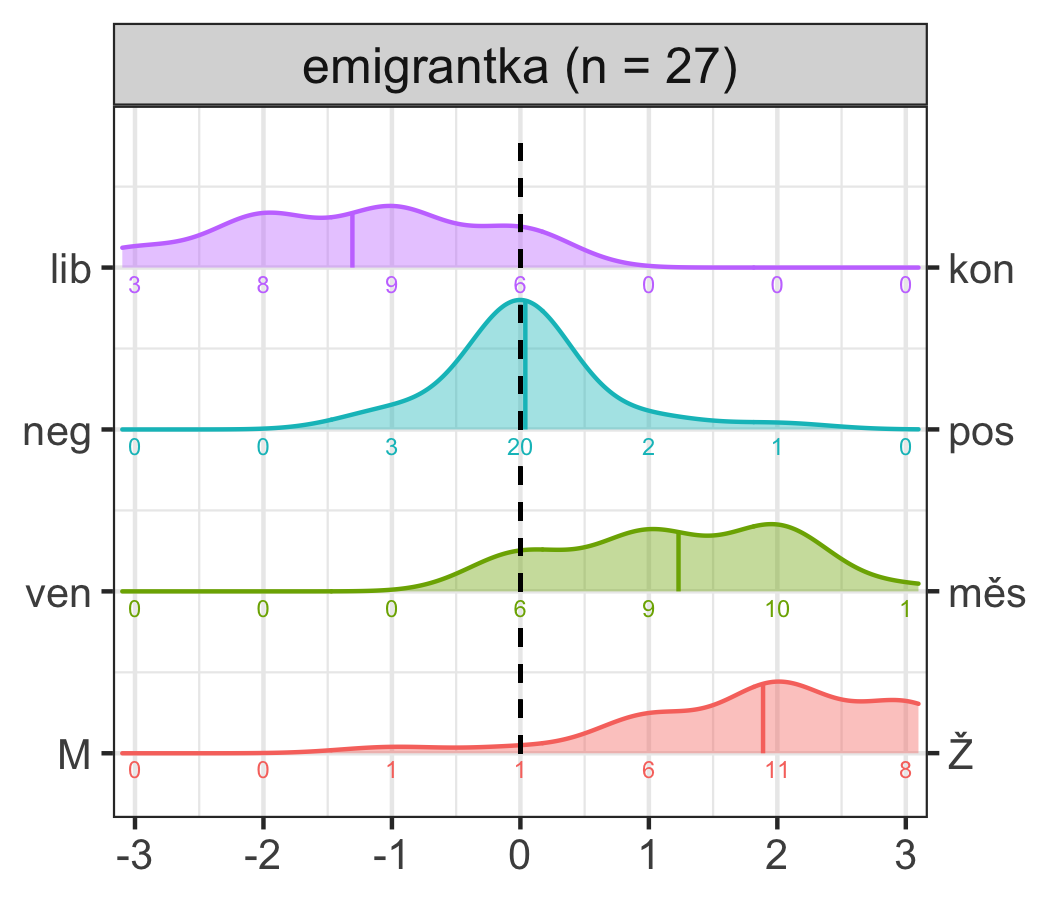 emigrantka (n = 27)
lib kon
3 8 9 6 0 0 0
neg pos
0 0 3 20 2 1 0
ven měs
0 0 0 6 9 10 1
M Ž
0 0 1 1 6 11 8
-3 -2 -1 0 1 2 3